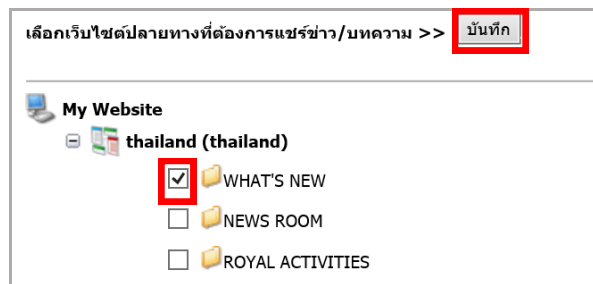 เลือกเว็บไซต์ปลายทางที่ต้องการแชร์ข่าว/บทความ >> บันทึก
My Website
thailand (thailand)
WHAT'S NEW
NEWS ROOM
ROYAL ACTIVITIES